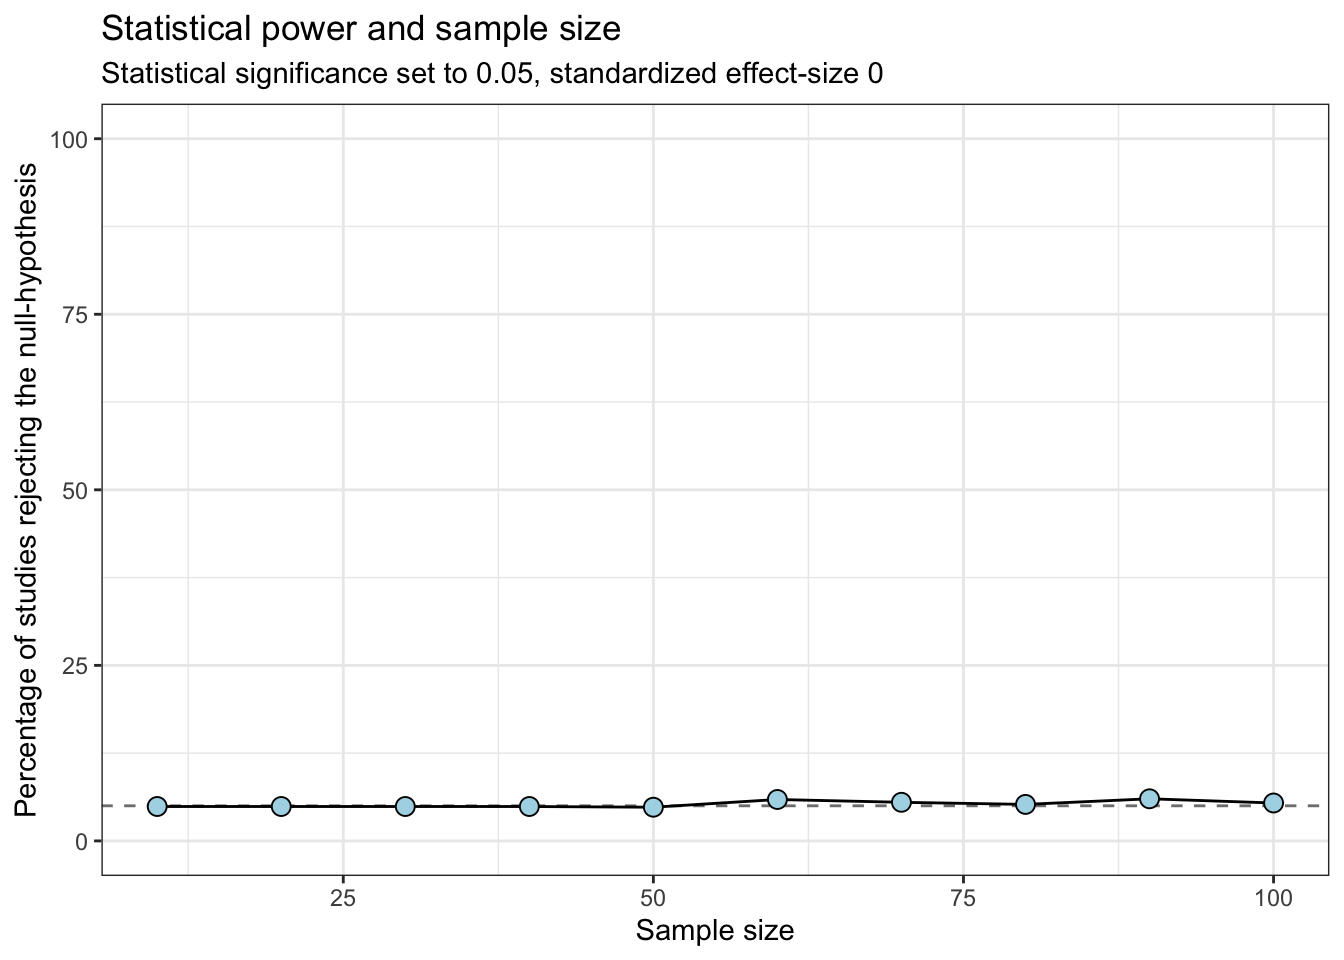 Statistical power and sample size
Statistical significance set to 0.05, standardized effect-size 0
Percentage of studies rejecting the null-hypothesis
100
75
50
25
0
25
50
75
100
Sample size